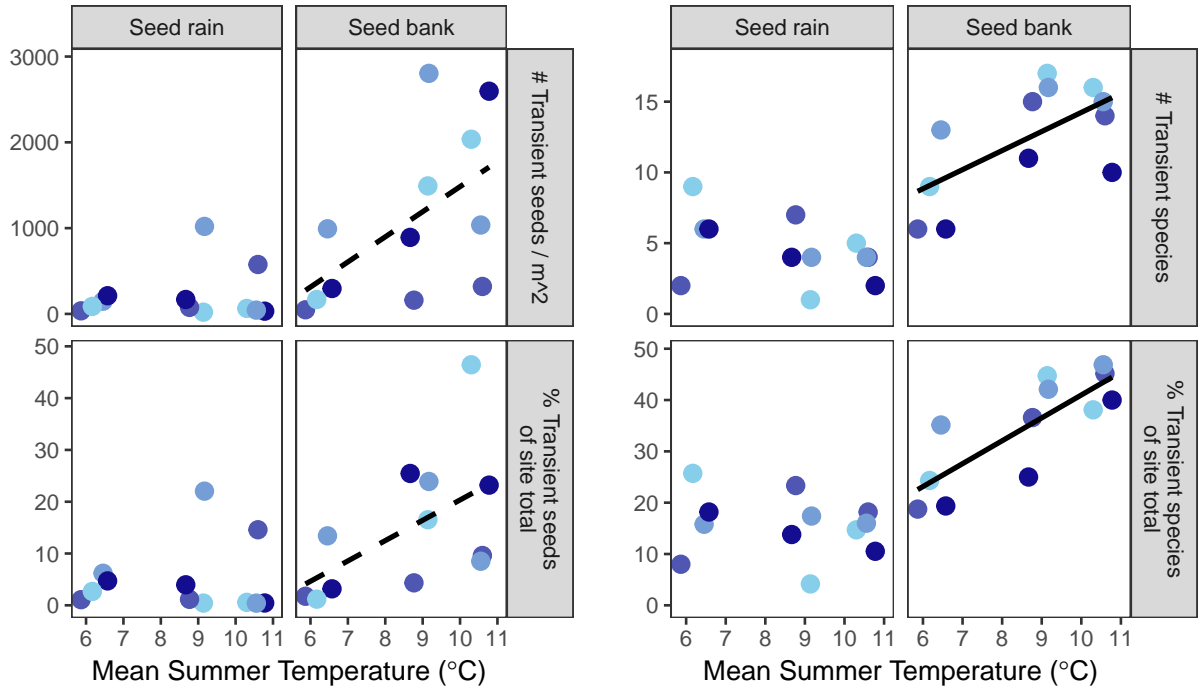 Seed rain
Seed bank
3000
2000
1000
0
# Transient seeds / m^2
50
40
30
20
10
0
% Transient seeds
of site total
6 7 8 9 10 11
6 7 8 9 10 11
Mean Summer Temperature (°C)
Seed rain
Seed bank
15
10
5
0
# Transient species
50
40
30
20
10
0
% Transient species
of site total
6 7 8 9 10 11
6 7 8 9 10 11
Mean Summer Temperature (°C)